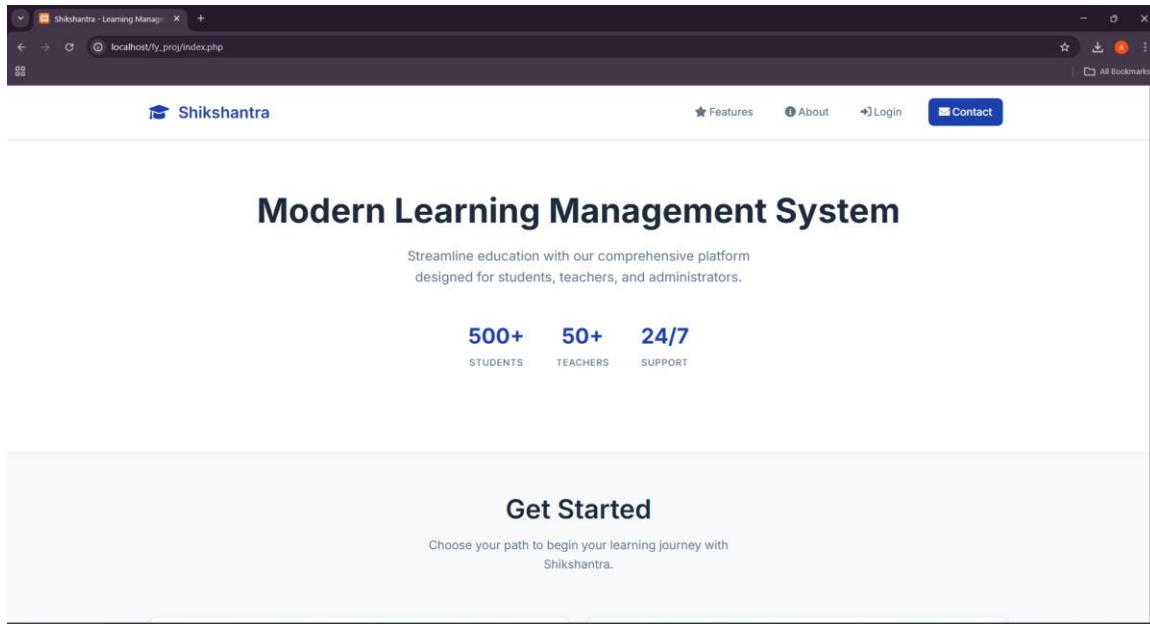 Shikshantra - Learning Manage
localhost/fy_proj/index.php
All Bookmarks
Shikshantra
Features
About
Login
Contact
Modern Learning Management System
Streamline education with our comprehensive platform
designed for students, teachers, and administrators.
500+ 50+ 24/7
STUDENTS TEACHERS SUPPORT
Get Started
Choose your path to begin your learning journey with
Shikshantra.